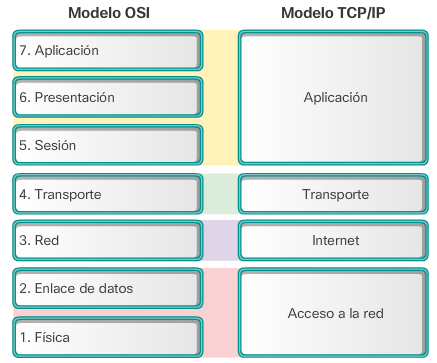 Modelo OSI
Modelo TCP/IP
7. Aplicación
6. Presentación
5. Sesión
Aplicación
4. Transporte
Transporte
3. Red
Internet
2. Enlace de datos
1. Física
Acceso a la red